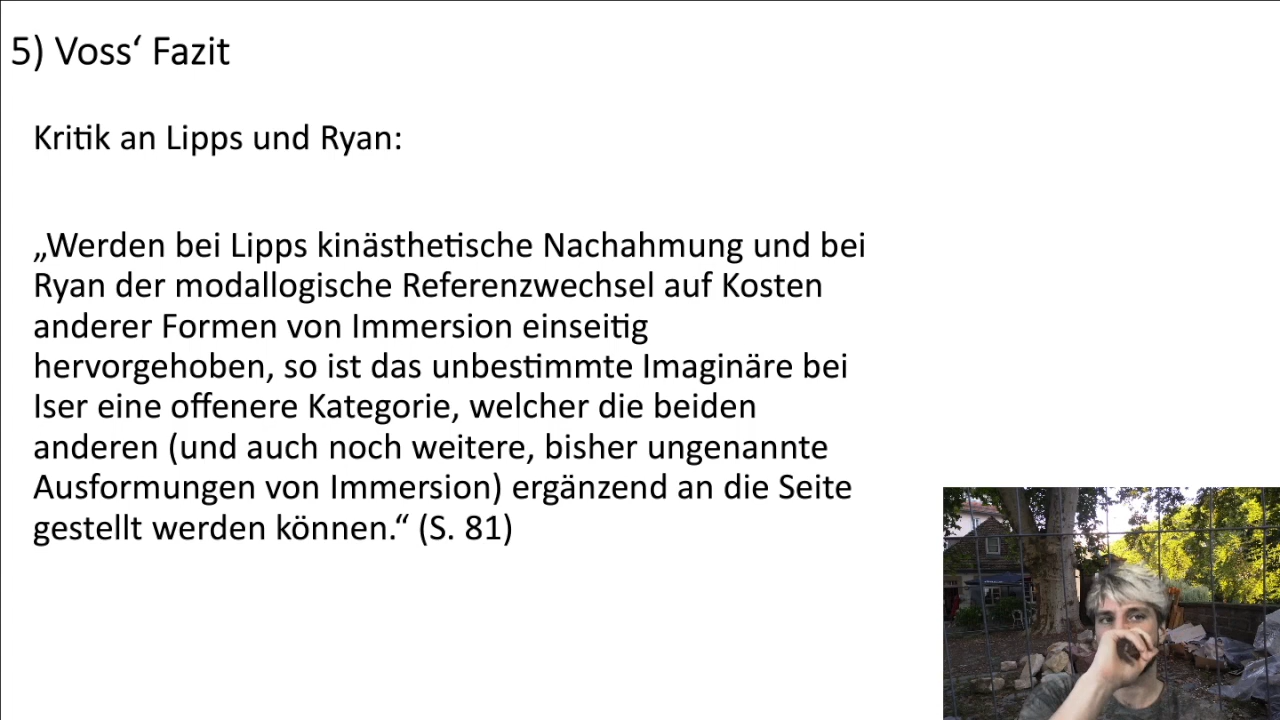 5) Voss‘ Fazit
Kritik an Lipps und Ryan:
„Werden bei Lipps kinästhetische Nachahmung und bei
Ryan der modallogische Referenzwechsel auf Kosten
anderer Formen von Immersion einseitig
hervorgehoben, so ist das unbestimmte Imaginäre bei
Iser eine offenere Kategorie, welcher die beiden
anderen (und auch noch weitere, bisher ungenannte
Ausformungen von Immersion) ergänzend an die Seite
gestellt werden können.“ (S. 81)